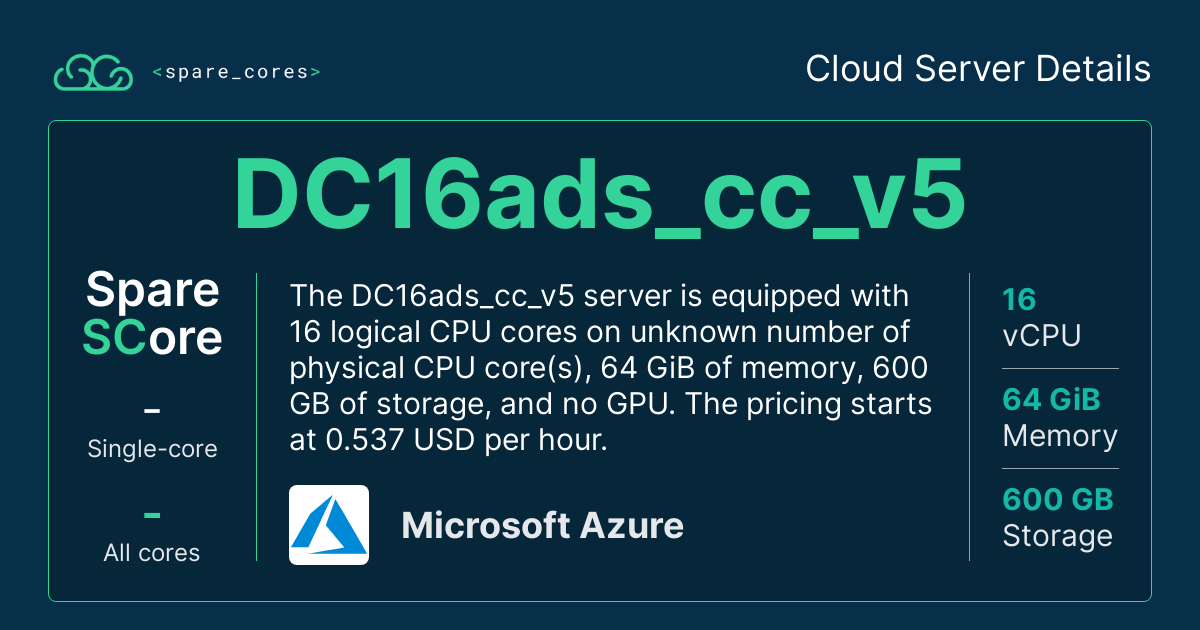 <spare_cores>
Cloud Server Details
DC16ads_cc_v5
Spare
SCore
-
Single-core
-
All cores
The DC16ads_cc_v5 server is equipped with
16 logical CPU cores on unknown number of
physical CPU core(s), 64 GiB of memory, 600
GB of storage, and no GPU. The pricing starts
at 0.537 USD per hour.
Microsoft Azure
16
vCPU
64 GiB
Memory
600 GB
Storage